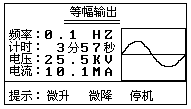 等幅输出
频率:0.1 HZ
计时: 3分57秒
电压:25.5KV
电流:10.1MA
提示: 微升 微降 停机